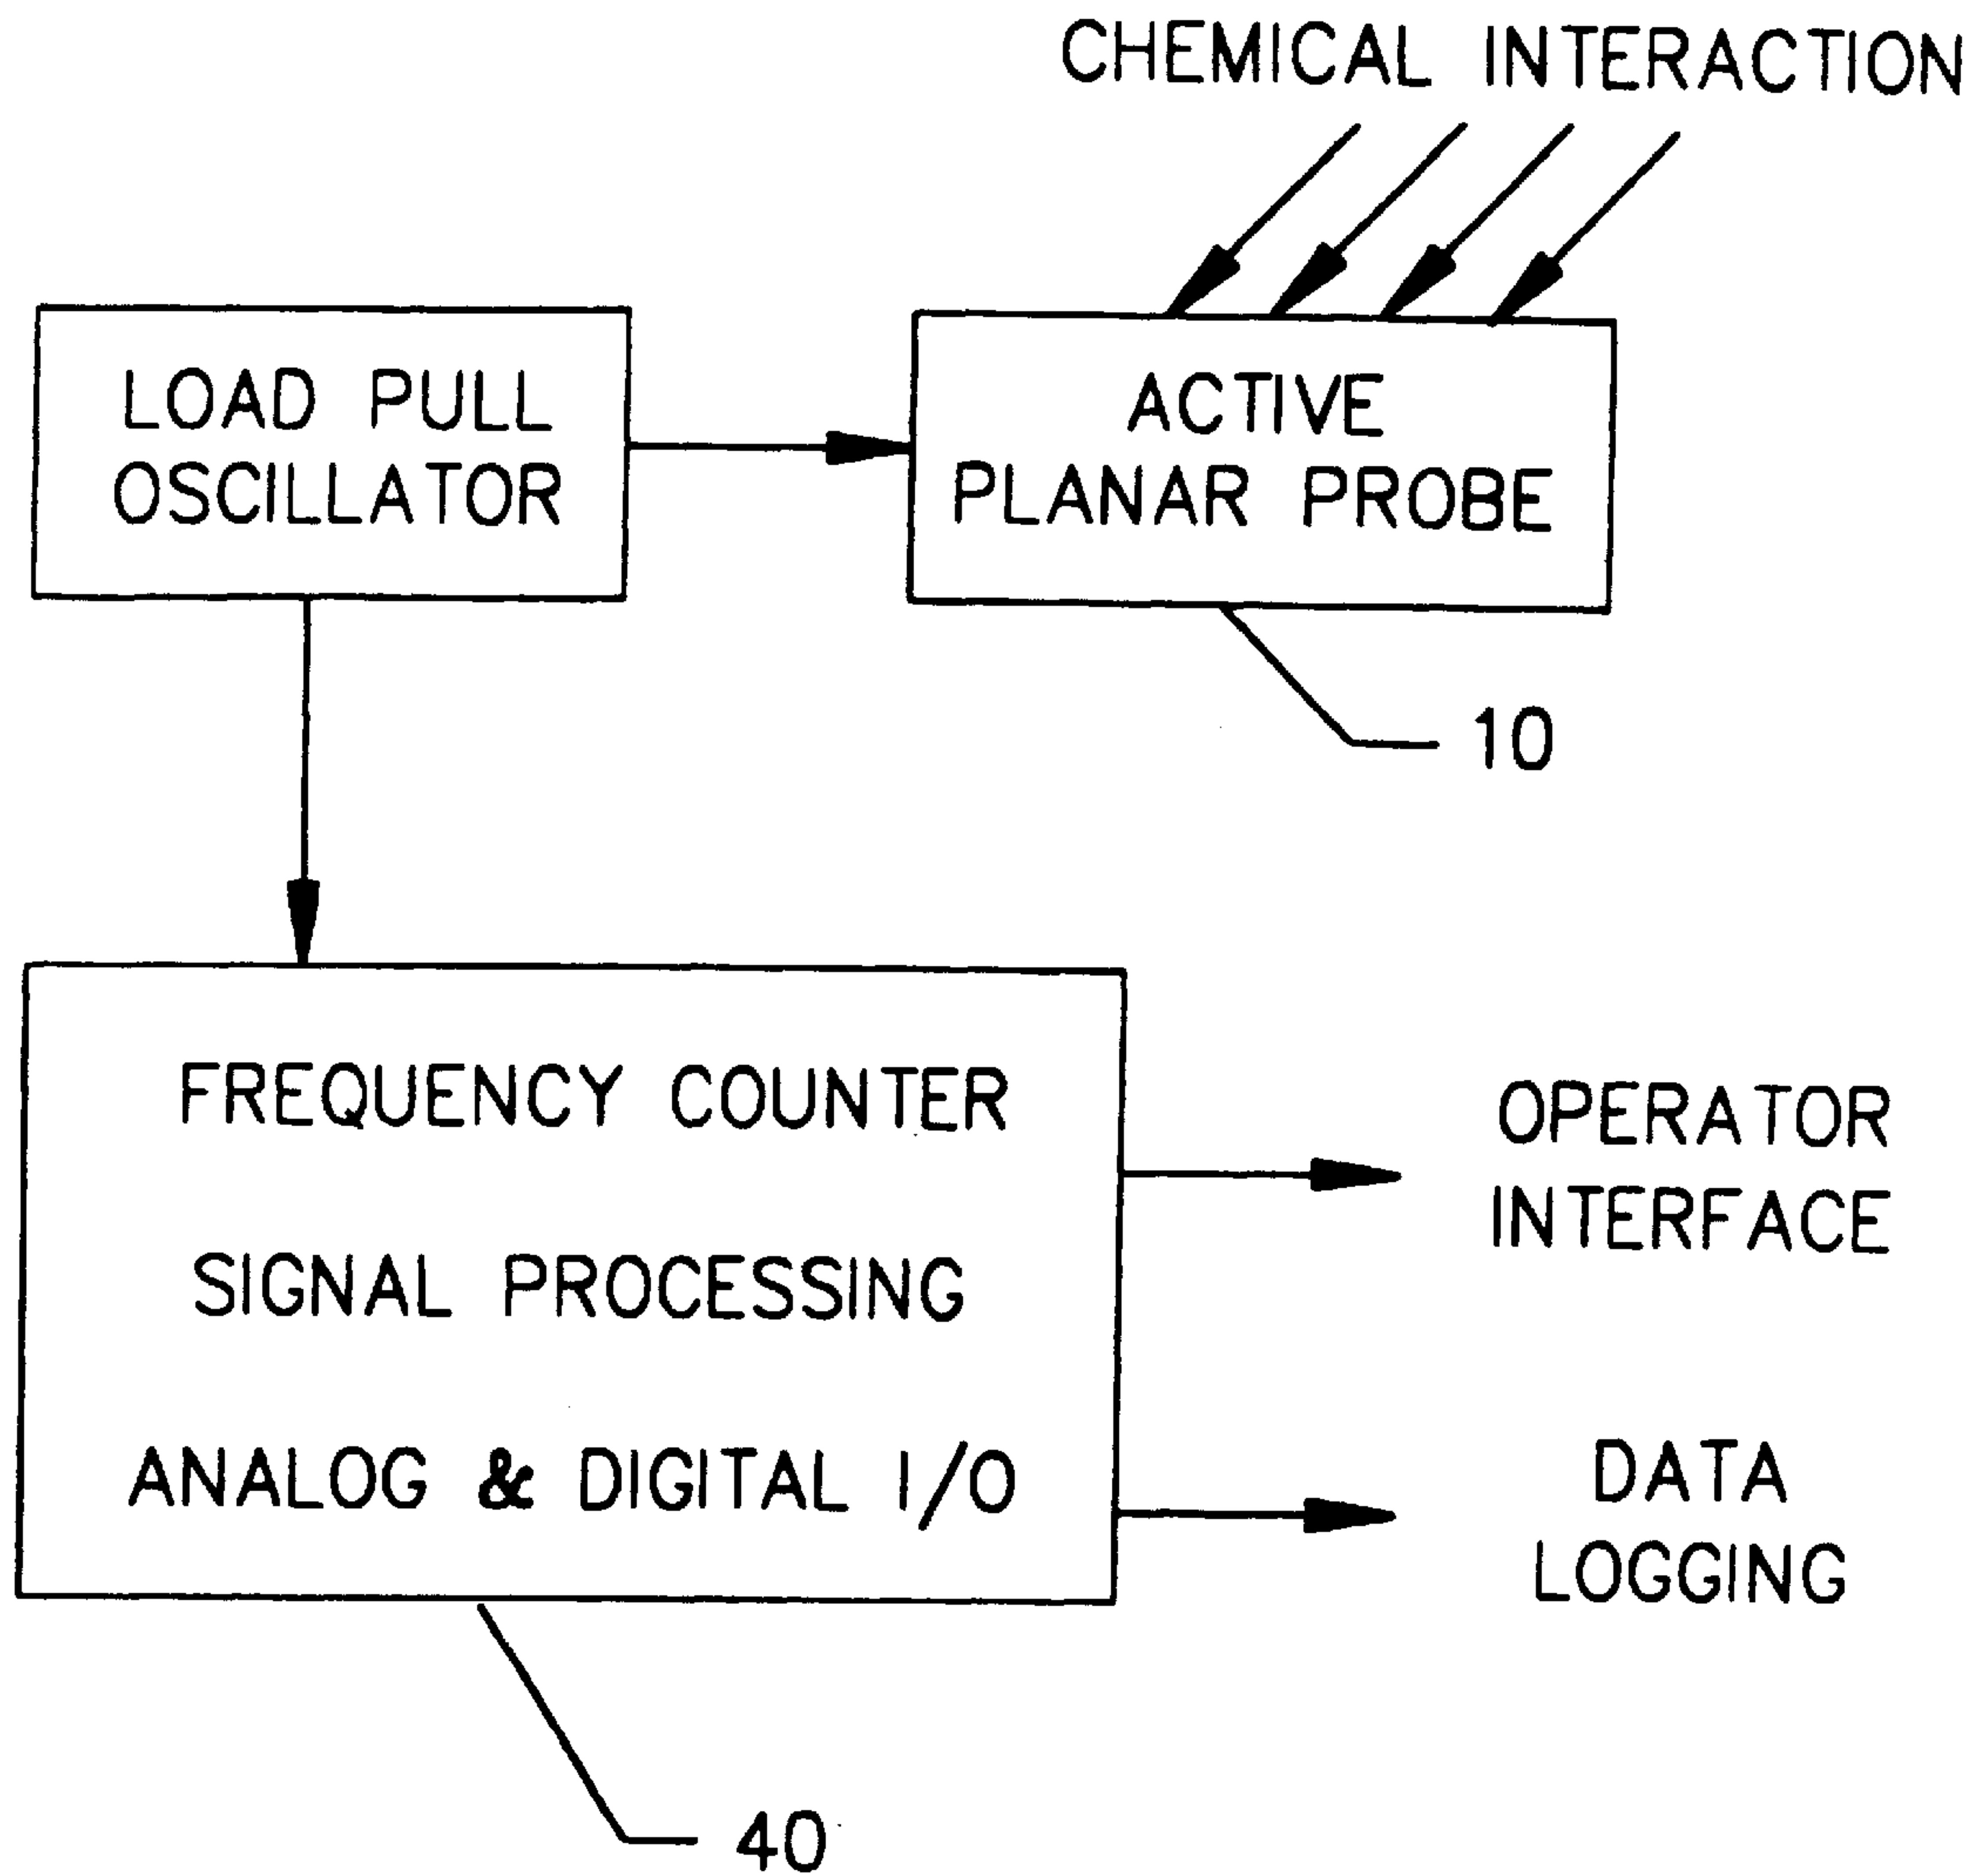 CHEMICAL INTERACTION
LOAD PULL
OSCILLATOR
ACTIVE
PLANAR PROBE
10
FREQUENCY COUNTER
SIGNAL PROCESSING
ANALOG & DIGITAL I/O
OPERATOR
INTERFACE
DATA
LOGGING
40